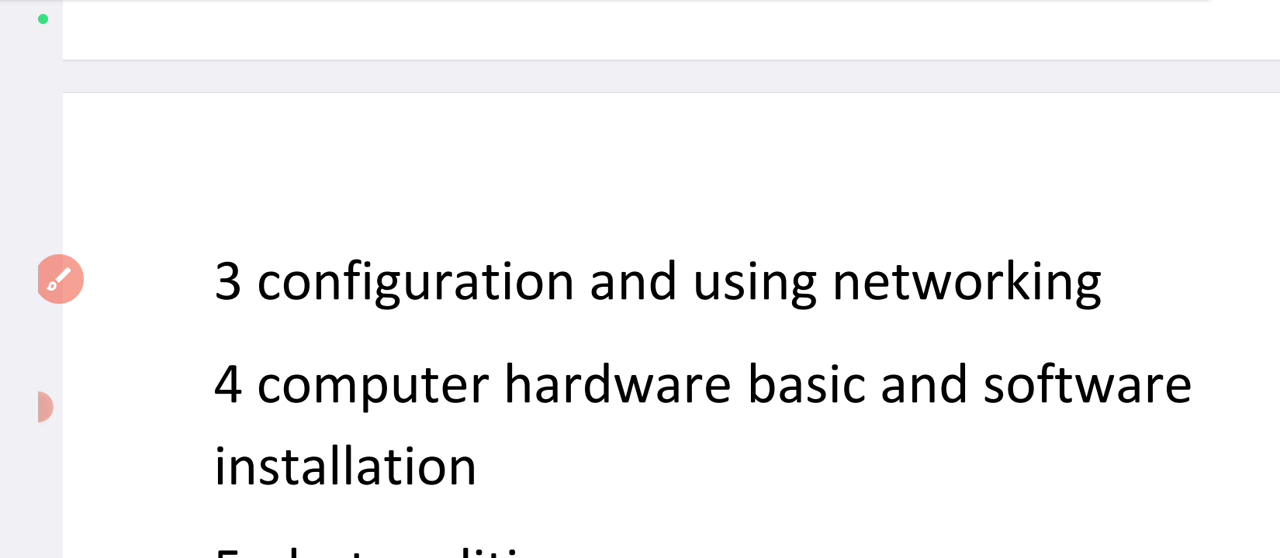 3 configuration and using networking
4 computer hardware basic and software
installation